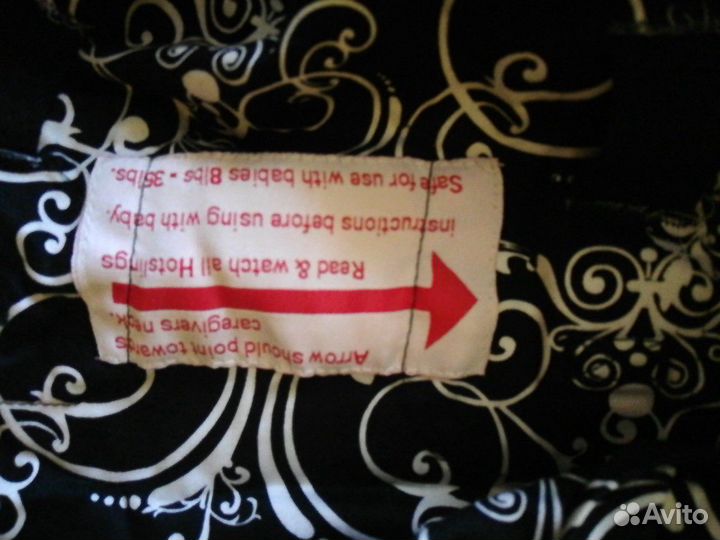 Arrow should point towards
caregivers neck.
Read & watch all Hotslings
instructions before using with baby.
Safe for use with babies 8lbs - 35lbs.
Avito